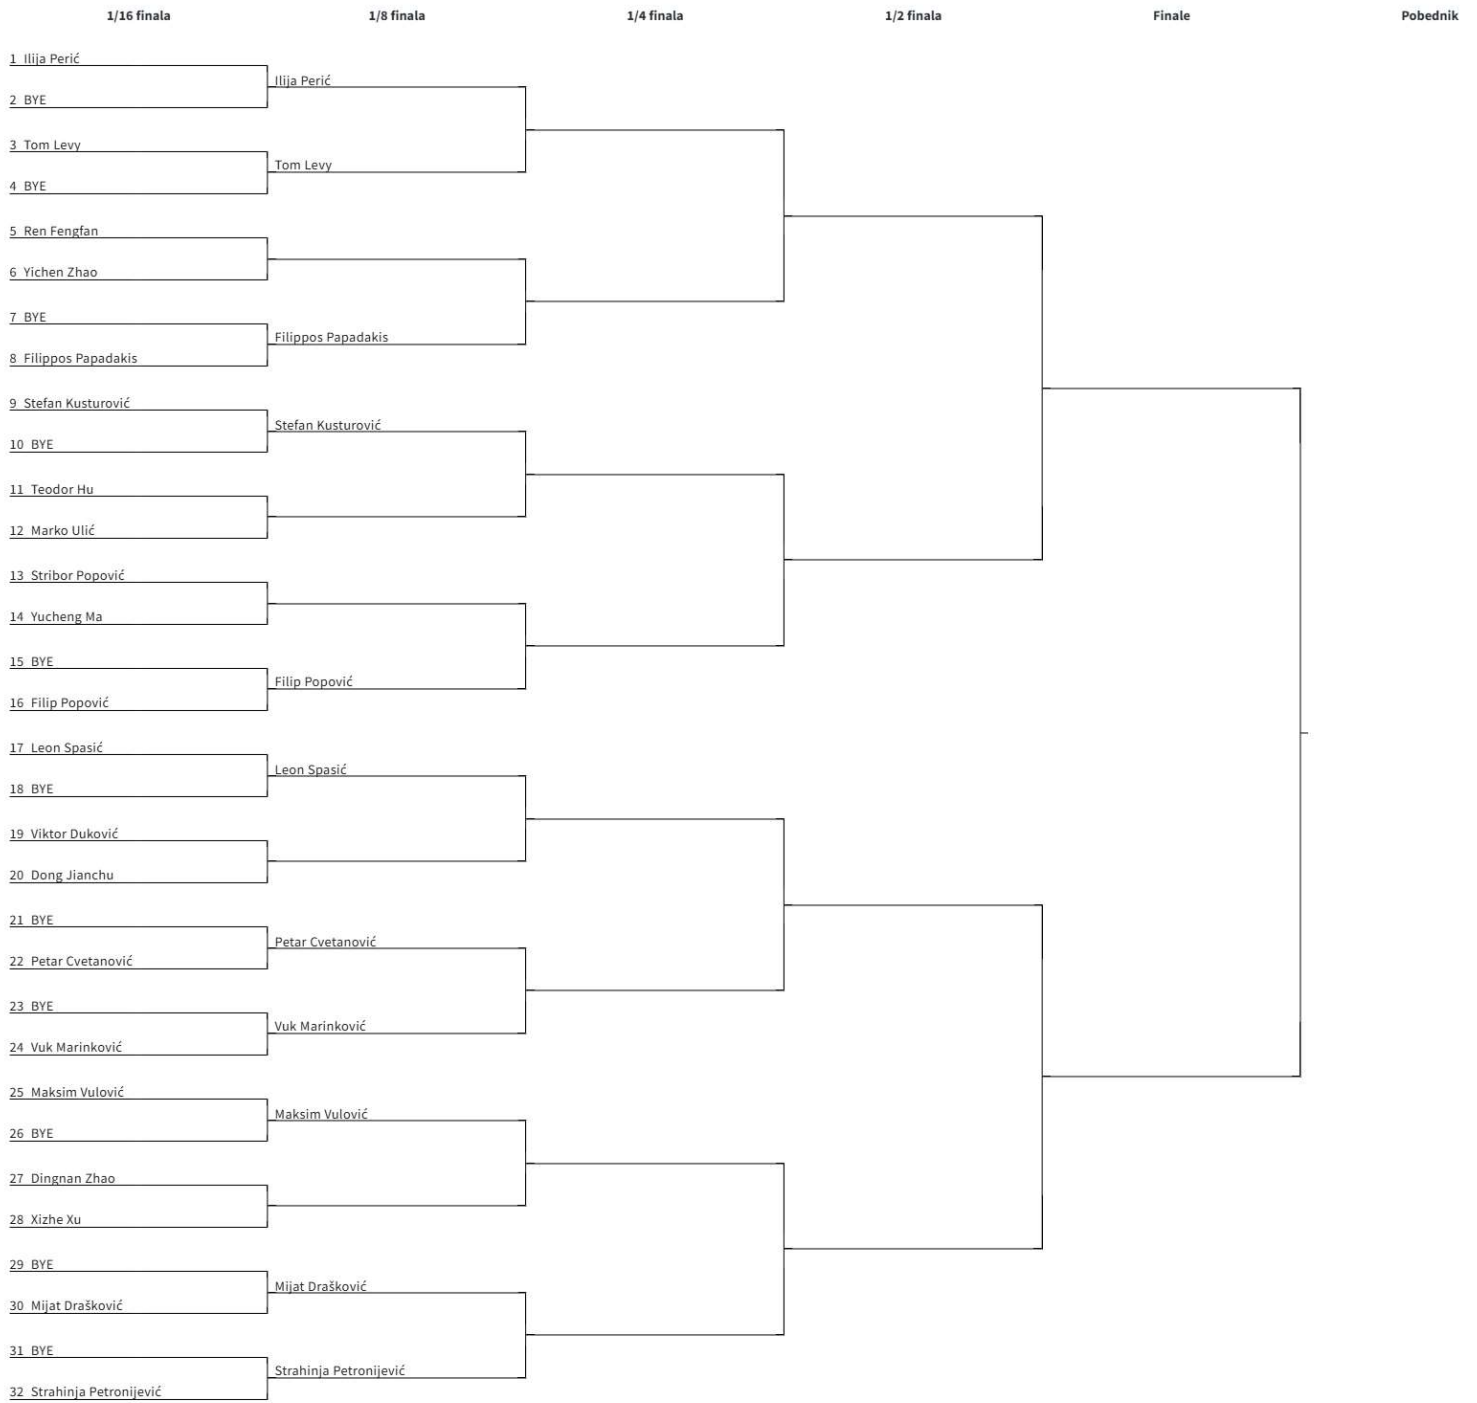 1/16 finala 1/8 finala 1/4 finala 1/2 finala Finale Pobednik
1 Ilija Perić
Ilija Perić
2 BYE
3 Tom Levy
Tom Levy
4 BYE
5 Ren Fengfan
6 Yichen Zhao
7 BYE
Filippos Papadakis
8 Filippos Papadakis
9 Stefan Kusturović
Stefan Kusturović
10 BYE
11 Teodor Hu
12 Marko Ulić
13 Stribor Popović
14 Yucheng Ma
15 BYE
Filip Popović
16 Filip Popović
17 Leon Spasić
Leon Spasić
18 BYE
19 Viktor Duković
20 Dong Jianchu
21 BYE
Petar Cvetanović
22 Petar Cvetanović
23 BYE
Vuk Marinković
24 Vuk Marinković
25 Maksim Vulović
Maksim Vulović
26 BYE
27 Dingnan Zhao
28 Xizhe Xu
29 BYE
Mijat Drašković
30 Mijat Drašković
31 BYE
Strahinja Petronijević
32 Strahinja Petronijević